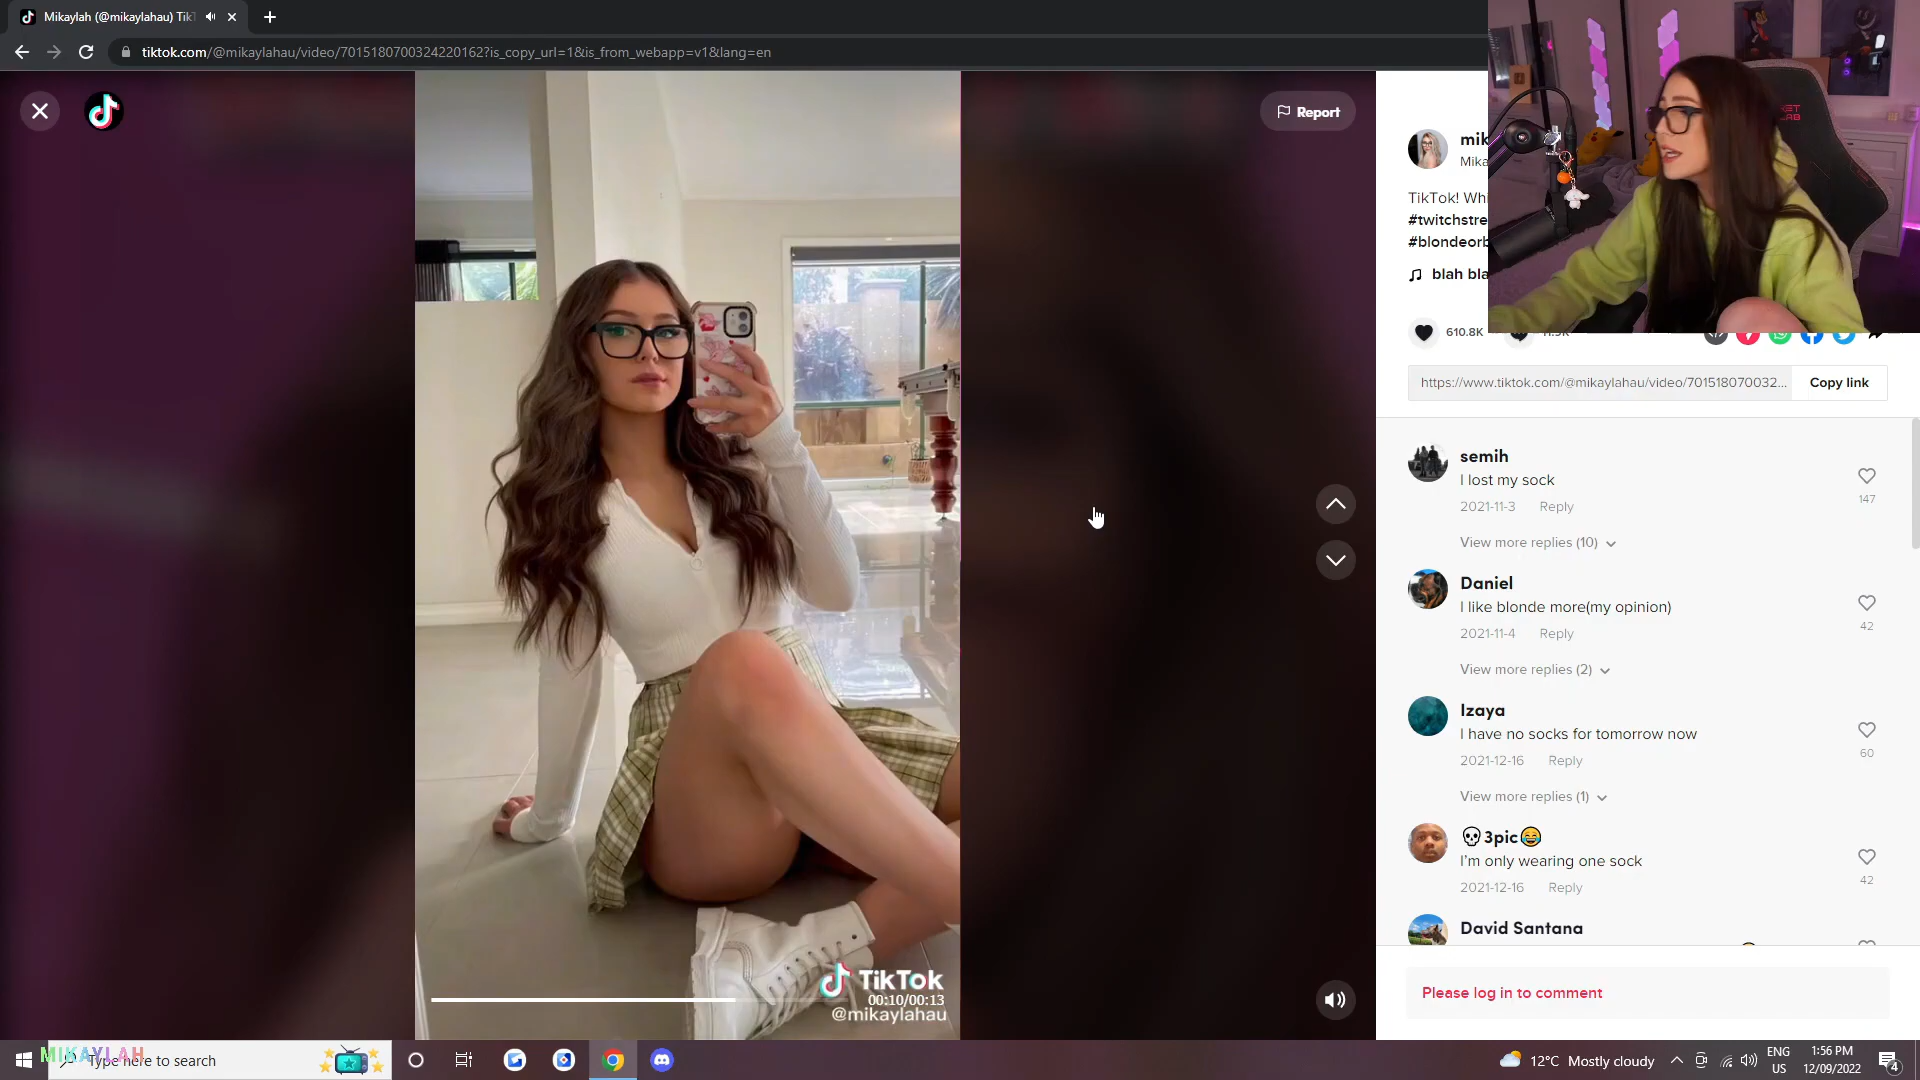 Mikaylah (@mikaylahau) Tik
tiktok.com/@mikaylahau/video/7015180700324220162?is_copy_url=1&is_from_webapp=v1&lang=en
Report
mik
Mika
TikTok! Whi
#twitchstre
#blondeorb
blah bla
610.8K
https://www.tiktok.com/@mikaylahau/video/701518070032...
Copy link
semih
I lost my sock
147
2021-11-3 Reply
View more replies (10)
Daniel
I like blonde more(my opinion)
42
2021-11-4 Reply
View more replies (2)
Izaya
I have no socks for tomorrow now
60
2021-12-16 Reply
View more replies (1)
💀3pic😂
I'm only wearing one sock
42
2021-12-16 Reply
David Santana
TikTok
00:10/00:13
@mikaylahau
Please log in to comment
MIKAYLAH
Type here to search
12°C Mostly cloudy
ENG
US
1:56 PM
12/09/2022
4